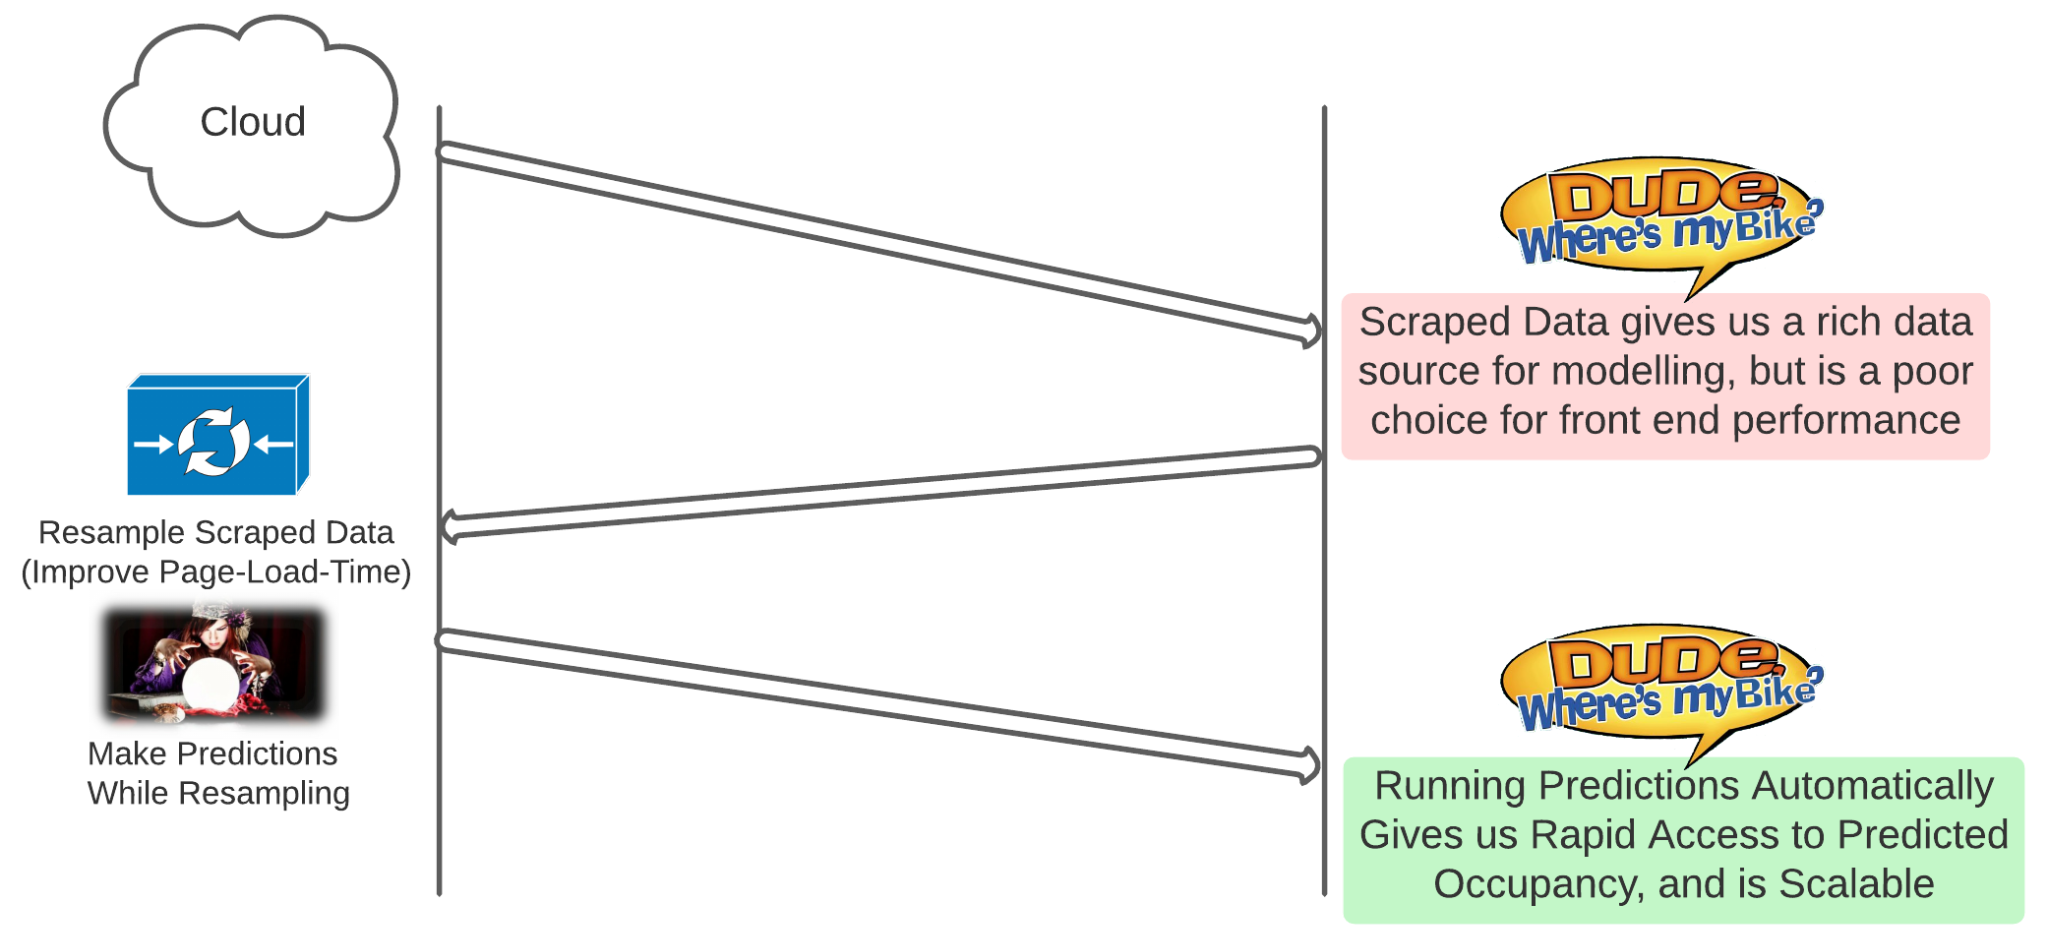 Cloud
DUDe,
Where's myBike?
Scraped Data gives us a rich data
source for modelling, but is a poor
choice for front end performance
Resample Scraped Data
(Improve Page-Load-Time)
Make Predictions
While Resampling
DUDe,
Where's myBike?
Running Predictions Automatically
Gives us Rapid Access to Predicted
Occupancy, and is Scalable